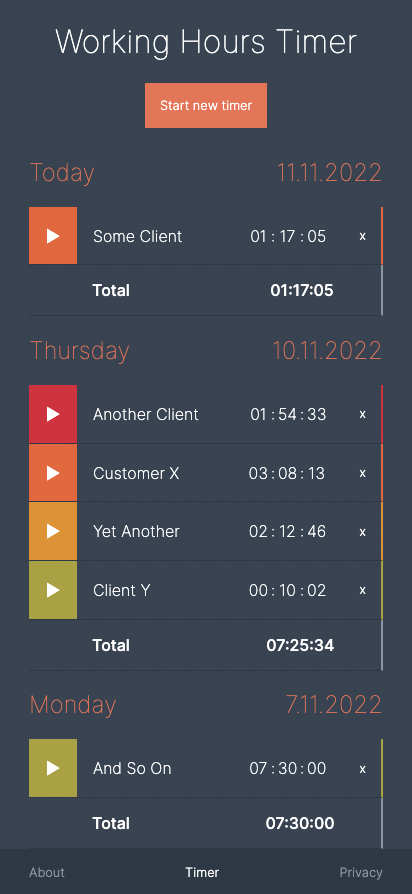 Working Hours Timer
Start new timer
Today 11.11.2022
Some Client 01 : 17 : 05 x
Total 01:17:05
Thursday 10.11.2022
Another Client 01 : 54 : 33 x
Customer X 03 : 08 : 13 x
Yet Another 02 : 12 : 46 x
Client Y 00 : 10 : 02 x
Total 07:25:34
Monday 7.11.2022
And So On 07 : 30 : 00 x
Total 07:30:00
About Timer Privacy